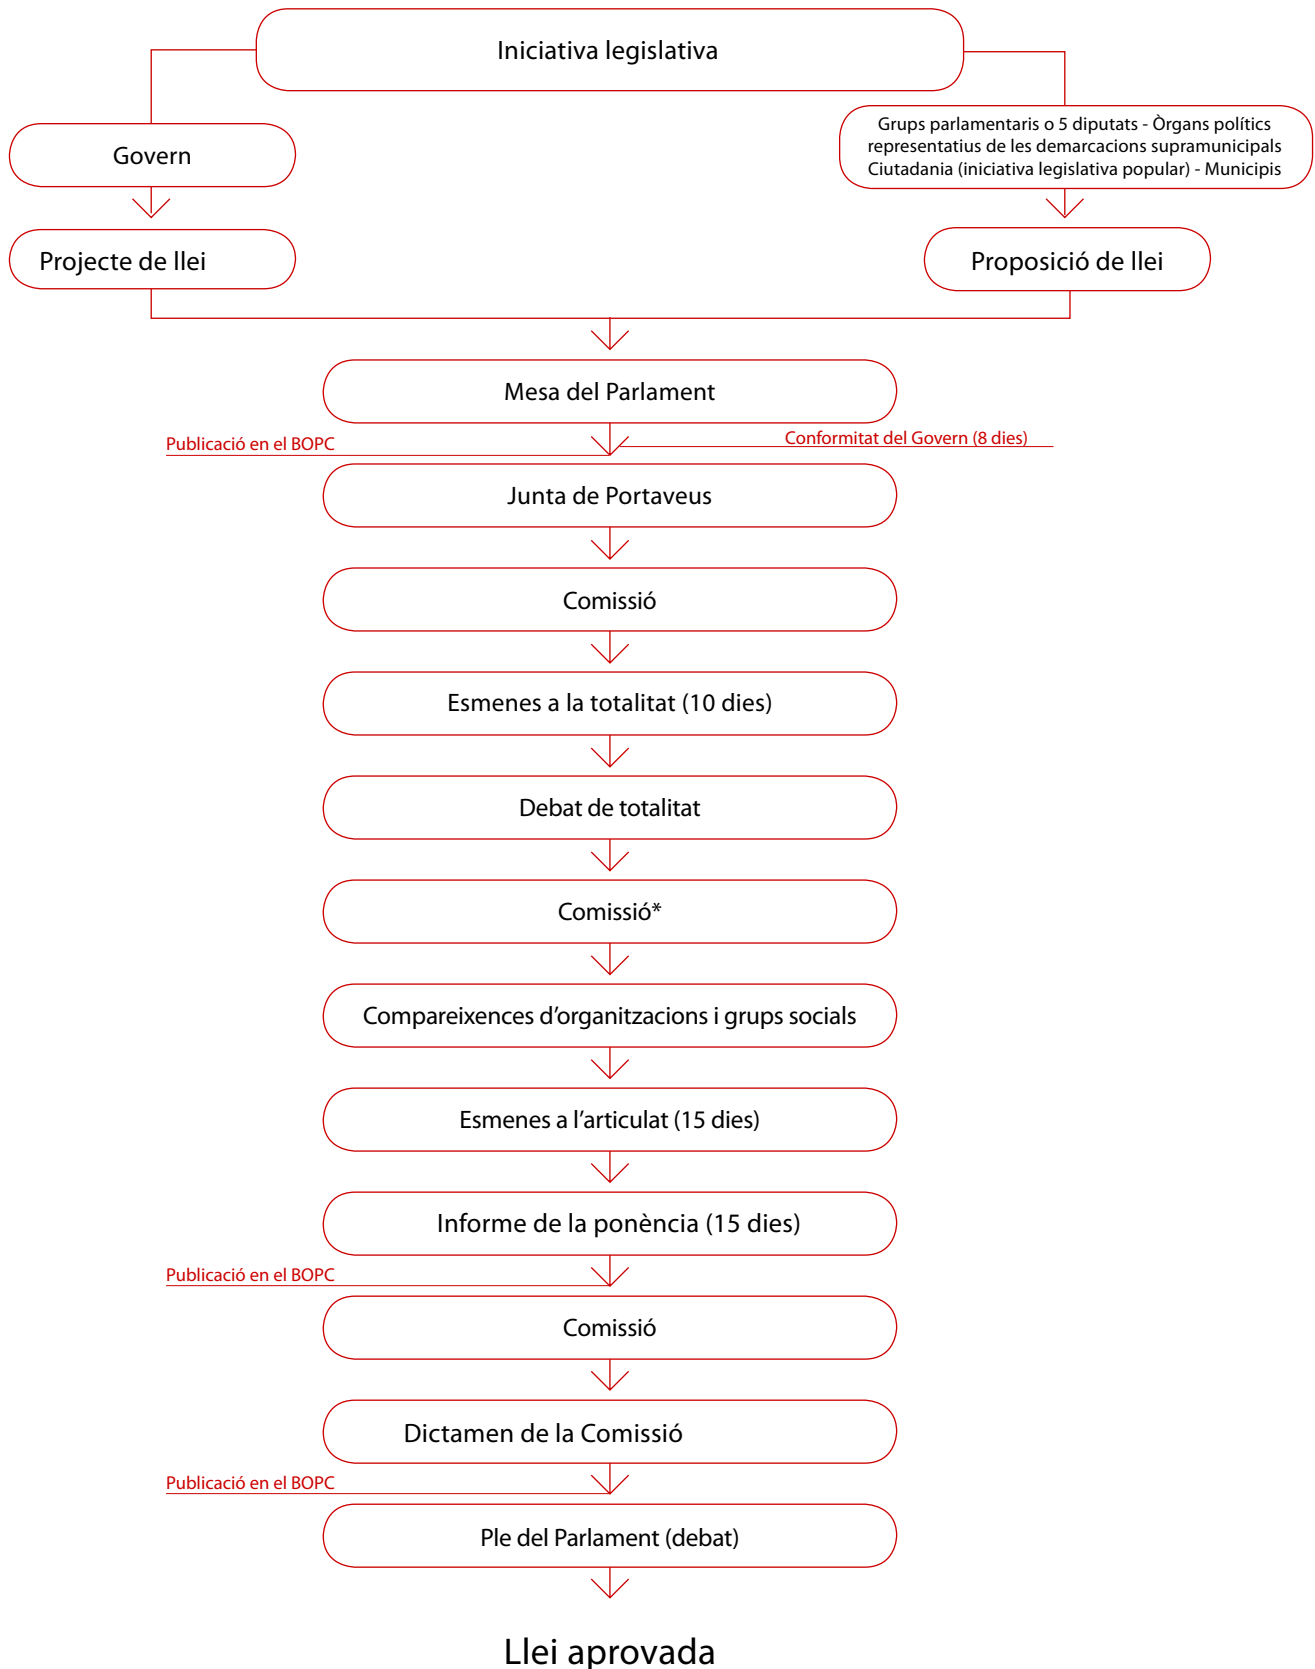 Iniciativa legislativa
Govern
Grups parlamentaris o 5 diputats - Òrgans polítics
representatius de les demarcacions supramunicipals
Ciutadania (iniciativa legislativa popular) - Municipis
Projecte de llei
Proposició de llei
Mesa del Parlament
Publicació en el BOPC
Conformitat del Govern (8 dies)
Junta de Portaveus
Comissió
Esmenes a la totalitat (10 dies)
Debat de totalitat
Comissió*
Compareixences d’organitzacions i grups socials
Esmenes a l’articulat (15 dies)
Informe de la ponència (15 dies)
Publicació en el BOPC
Comissió
Dictamen de la Comissió
Publicació en el BOPC
Ple del Parlament (debat)
Llei aprovada